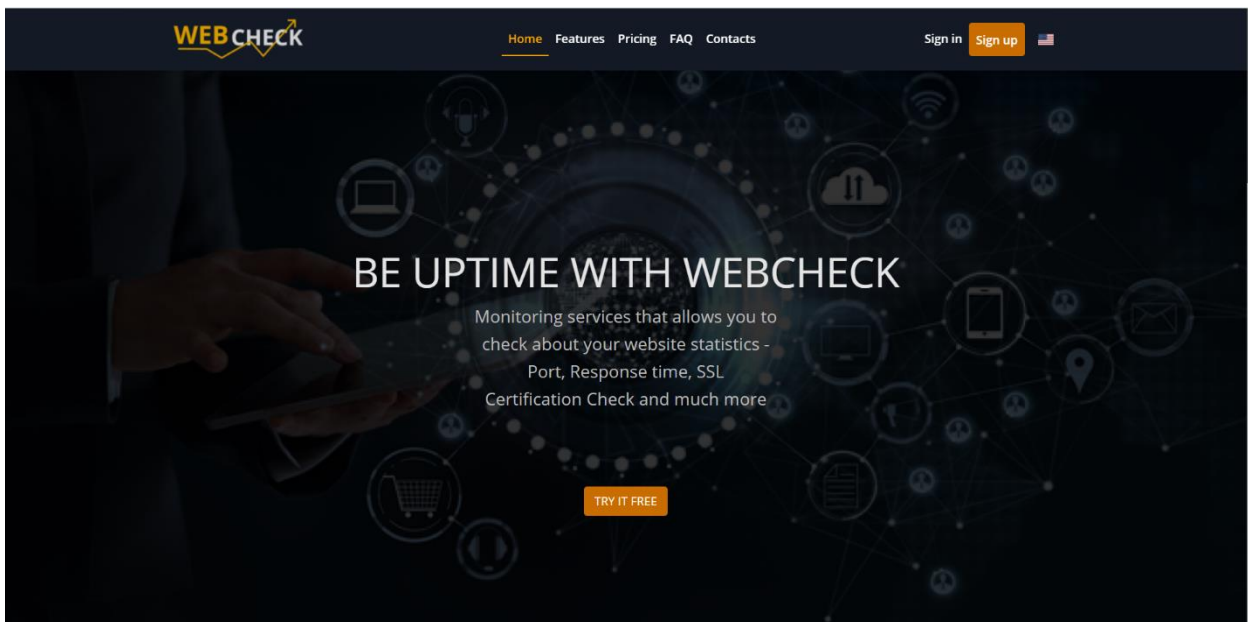 WEBCHECK
Home Features Pricing FAQ Contacts
Sign in Sign up
BE UPTIME WITH WEBCHECK
Monitoring services that allows you to
check about your website statistics -
Port, Response time, SSL
Certification Check and much more
TRY IT FREE